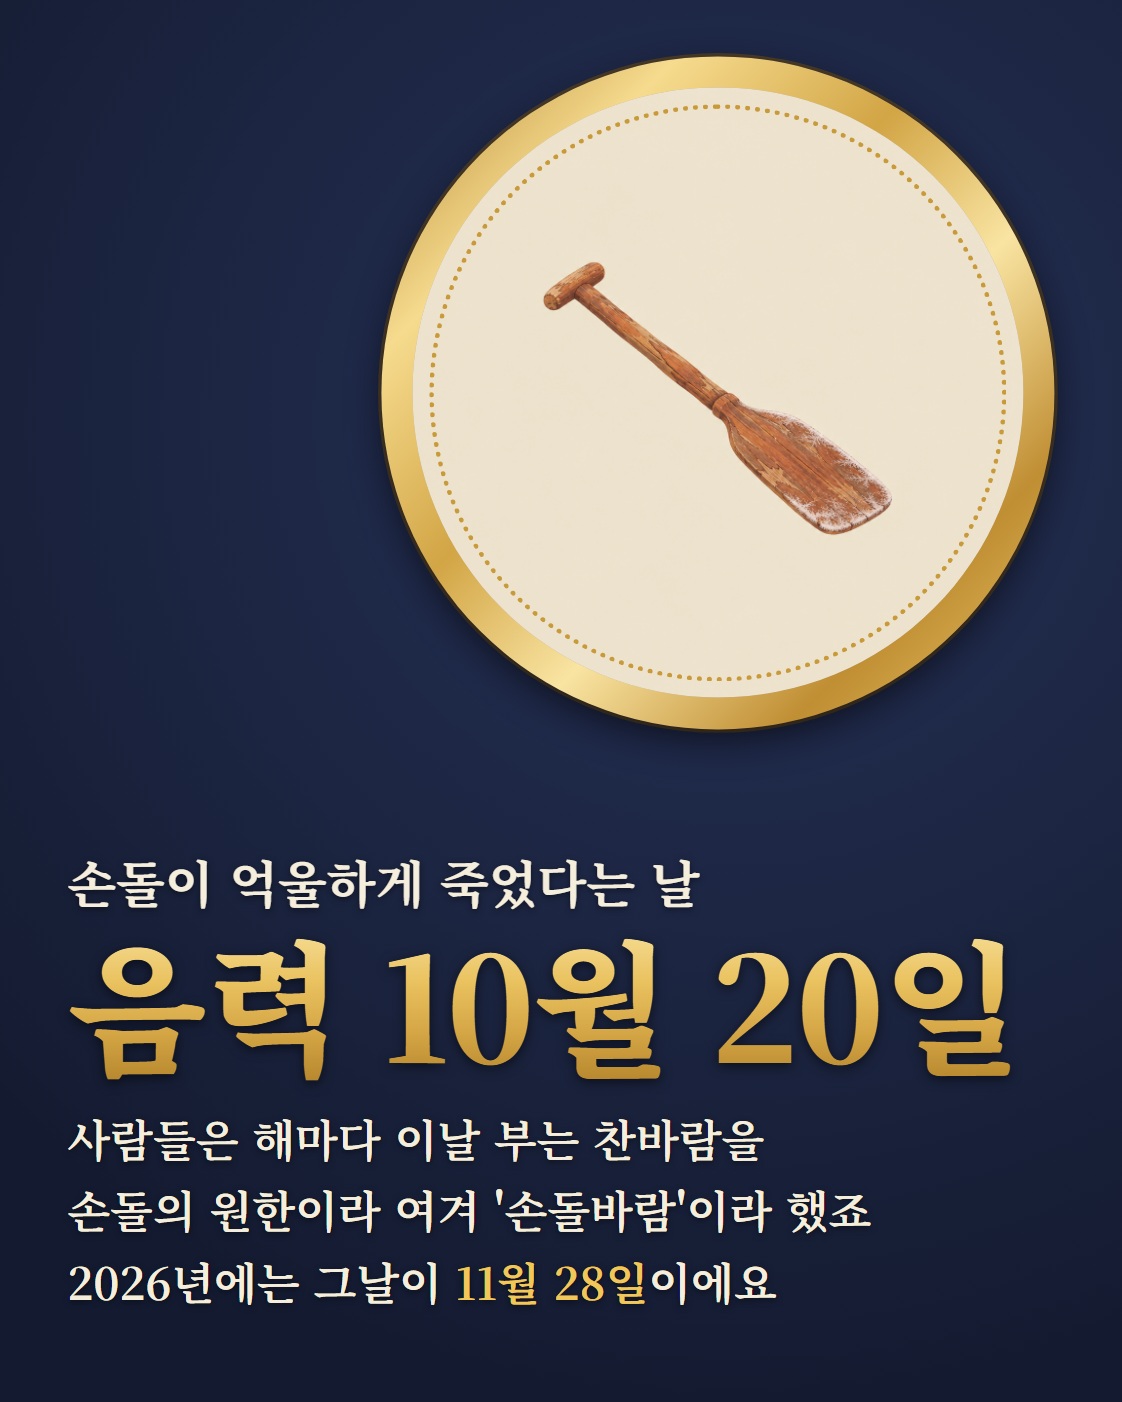 손돌이 억울하게 죽었다는 날
음력 10월 20일
사람들은 해마다 이날 부는 찬바람을
손돌의 원한이라 여겨 '손돌바람'이라 했죠
2026년에는 그날이 11월 28일이에요